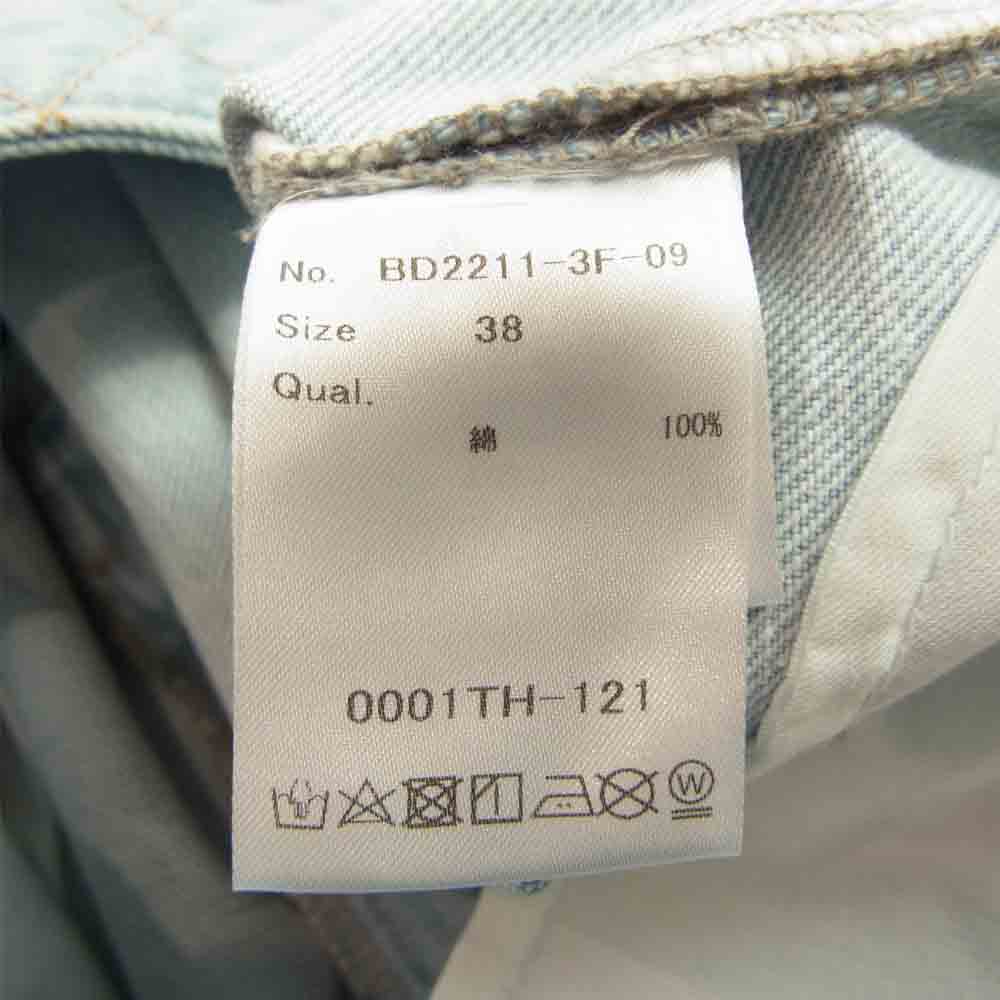 No. BD2211-3F-09
Size 38
Qual.
綿 100%
0001TH-121
W